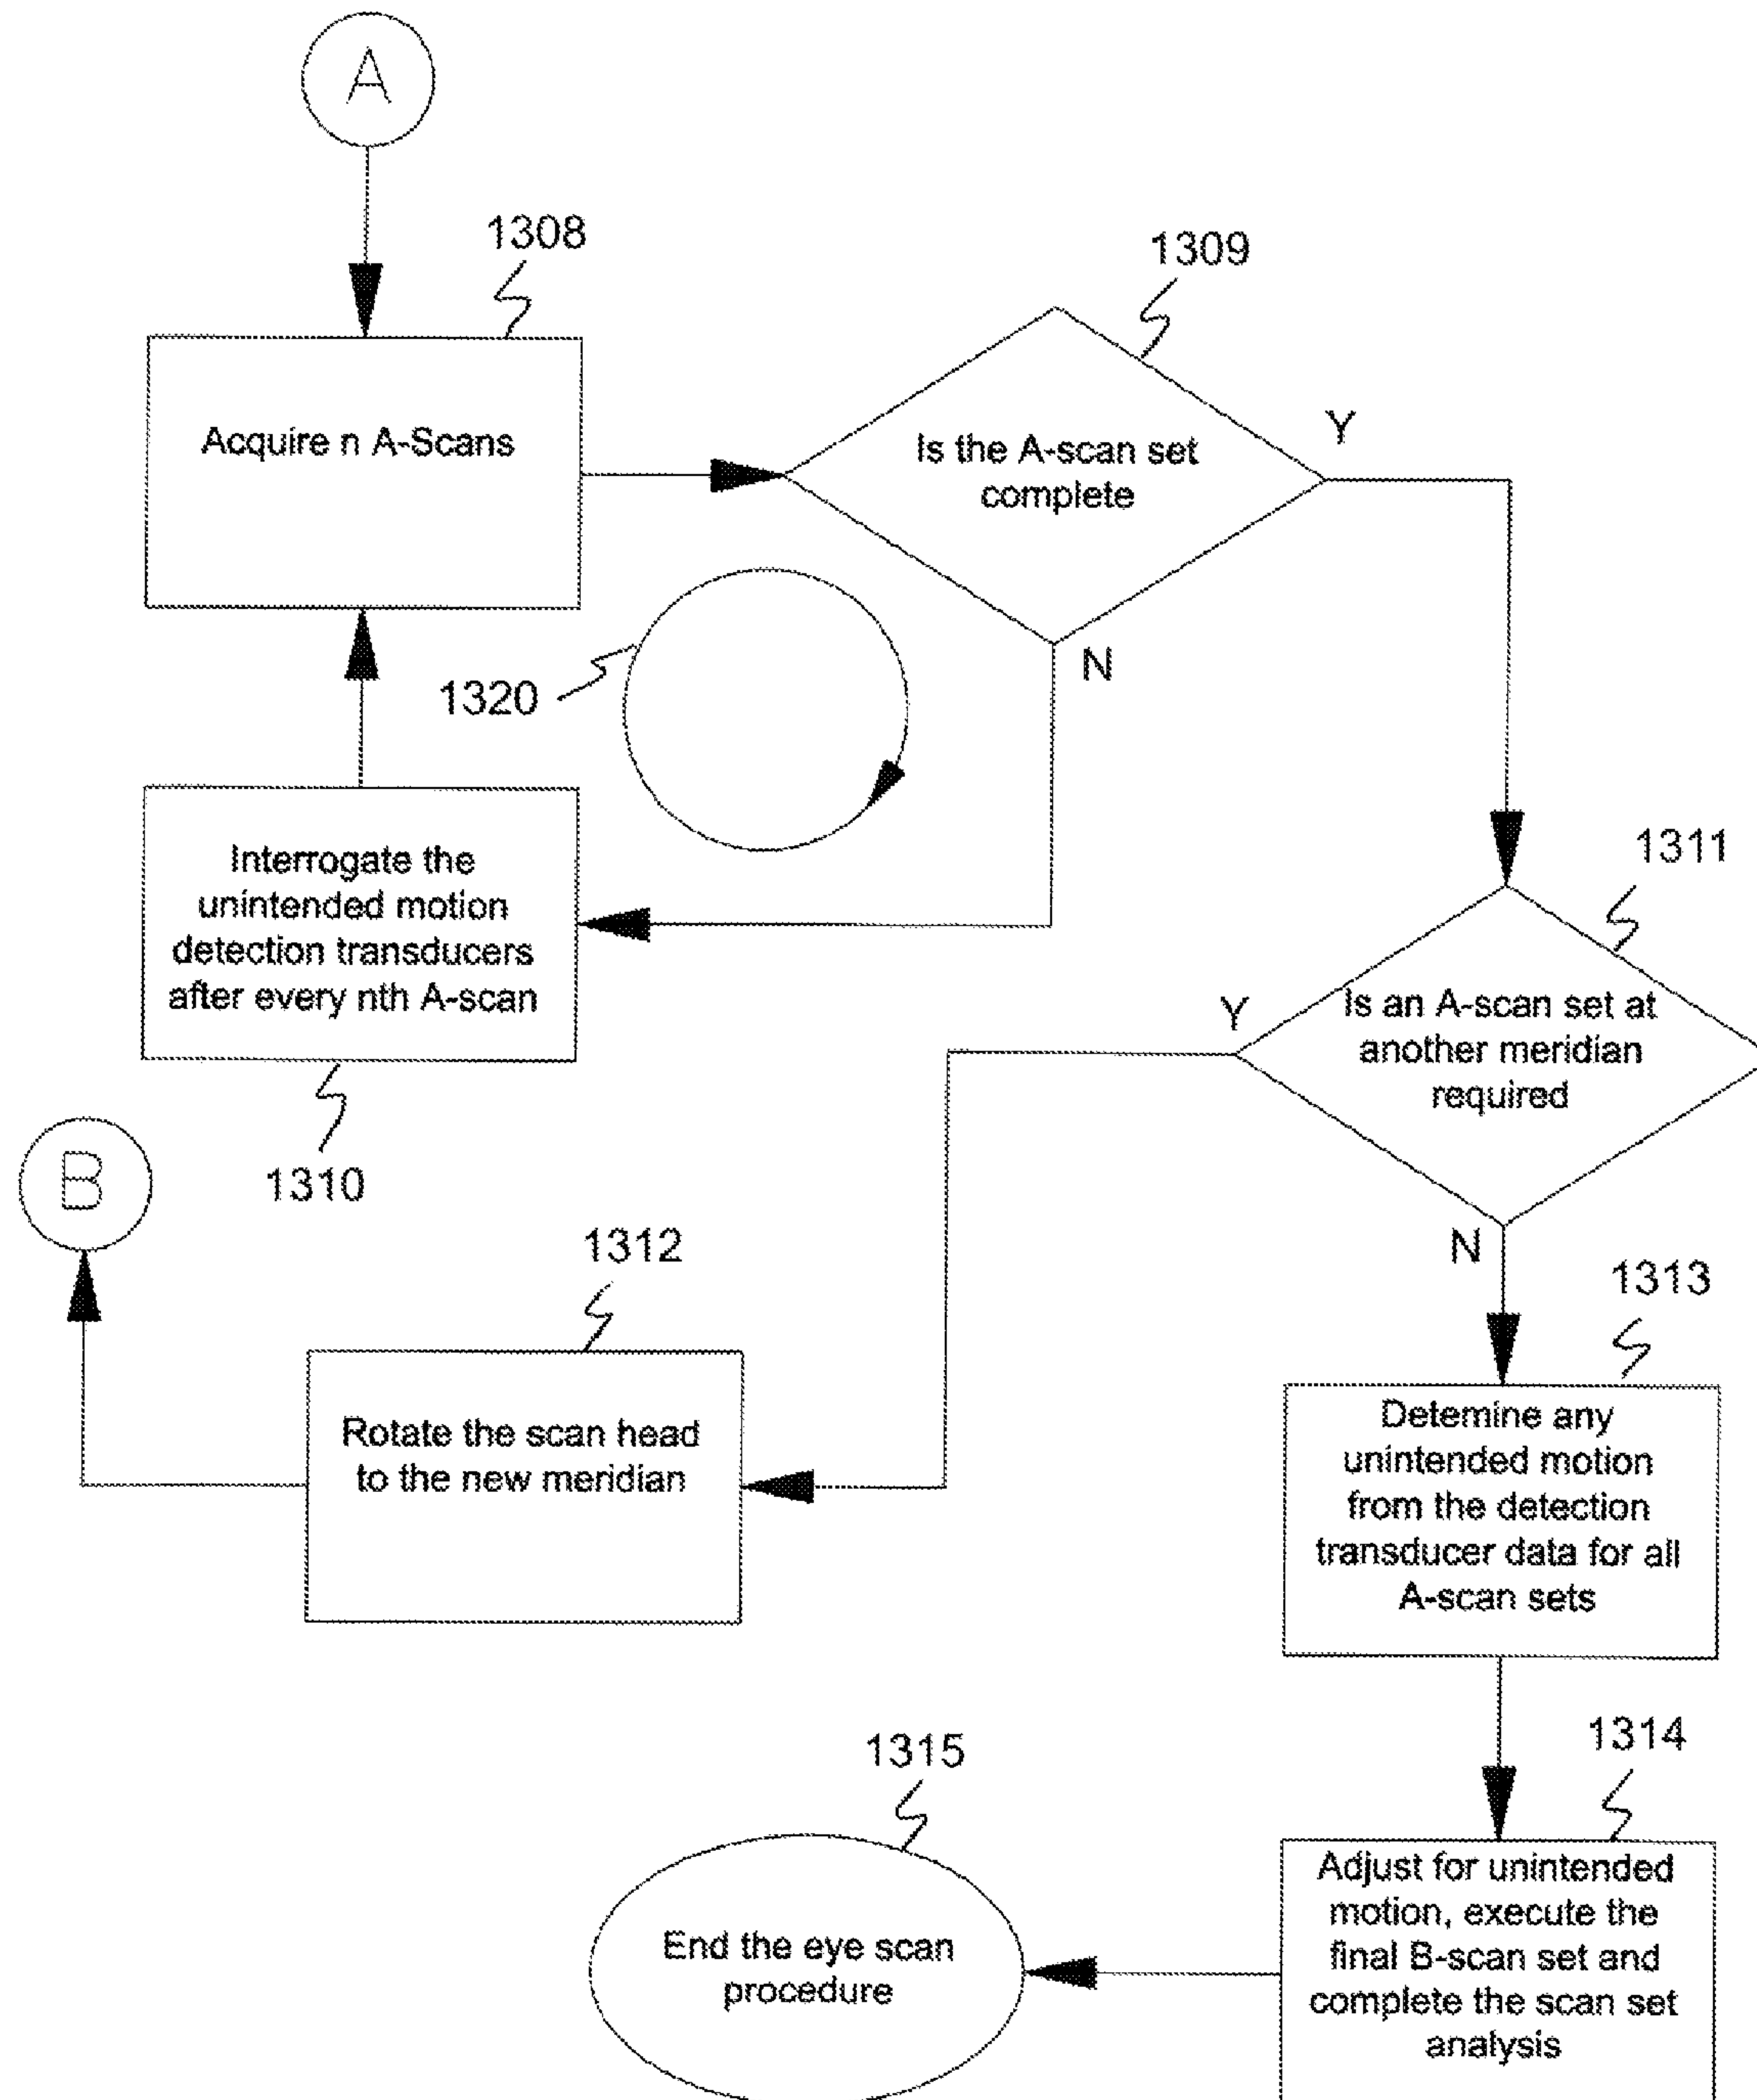 A
1308
1309
Acquire n A-Scans
Is the A-scan set
complete
Y
N
1320
Interrogate the
unintended motion
detection transducers
after every nth A-scan
1310
1311
Is an A-scan set at
another meridian
required
Y
N
B
1312
Rotate the scan head
to the new meridian
1313
Detemine any
unintended motion
from the detection
transducer data for all
A-scan sets
1314
Adjust for unintended
motion, execute the
final B-scan set and
complete the scan set
analysis
1315
End the eye scan
procedure